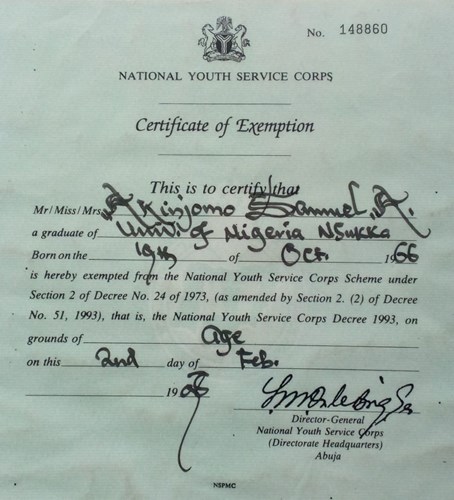 No. 148860
NATIONAL YOUTH SERVICE CORPS
Certificate of Exemption
This is to certify that
Mr/Miss/Mrs Akinjomo Samuel, A.
a graduate of Univ. of Nigeria Nsukka
Born on the 19th of Oct. 1966
is hereby exempted from the National Youth Service Corps Scheme under
Section 2 of Decree No. 24 of 1973, (as amended by Section 2. (2) of Decree
No. 51, 1993), that is, the National Youth Service Corps Decree 1993, on
grounds of Age
on this 2nd day of Feb.
19
Director-General
National Youth Service Corps
(Directorate Headquarters)
Abuja
NSPMC